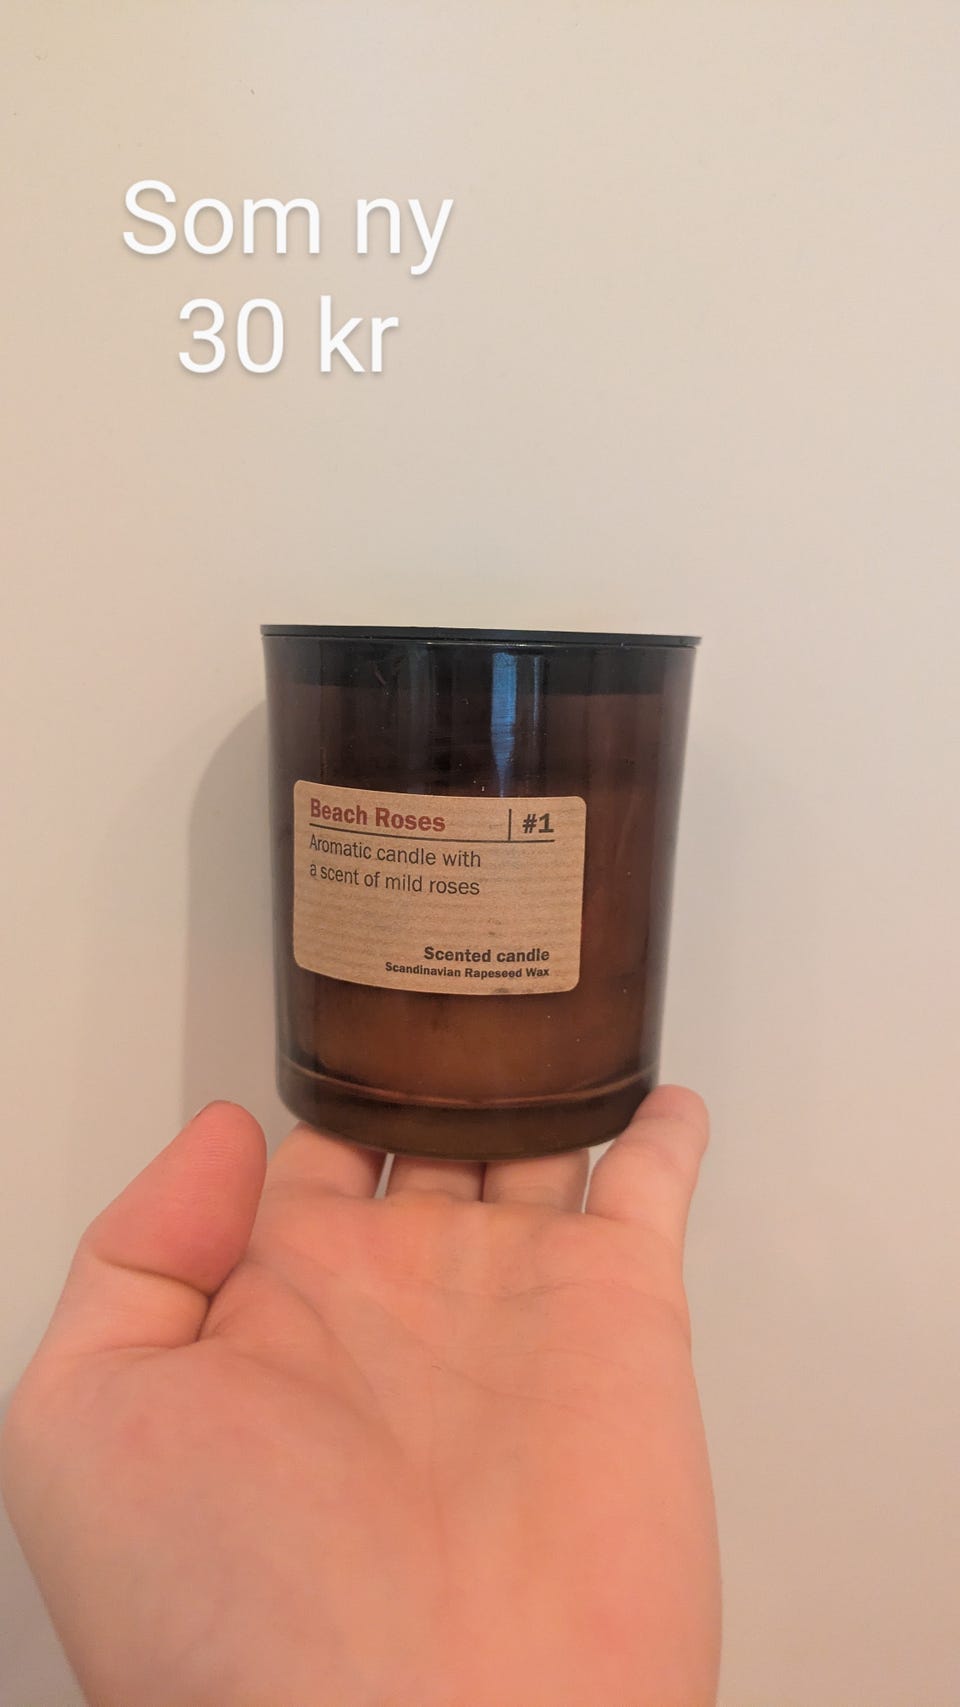 Som ny
30 kr
Beach Roses | #1
Aromatic candle with
a scent of mild roses
Scented candle
Scandinavian Rapeseed Wax